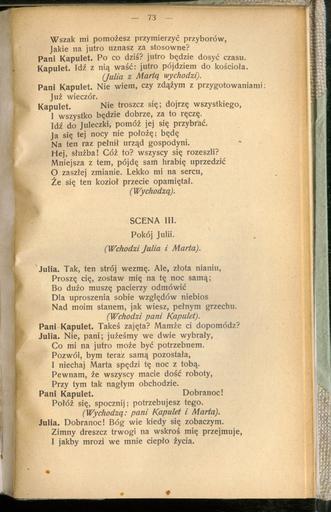 — 73 —
Wszak mi pomożesz przymierzyć przyborów,
Jakie na jutro uznasz za stosowne?
Pani Kapulet. Po co dziś? jutro będzie dosyć czasu.
Kapulet. Idź z nią waść: jutro pójdziem do kościoła.
(Julia z Martą wychodzi).
Pani Kapulet. Nie wiem, czy zdążym z przygotowaniami:
Już wieczór.
Kapulet. Nie troszcz się; dojrzę wszystkiego,
I wszystko będzie dobrze, za to ręczę.
Idź do Juleczki, pomóż jej się przybrać.
Ja się tej nocy nie położę; będę
Na ten raz pełnił urząd gospodyni.
Hej, służba! Cóż to? wszyscy się rozeszli?
Mniejsza z tem, pójdę sam hrabię uprzedzić
O zaszłej zmianie. Lekko mi na sercu,
Że się ten kozioł przecie opamiętał.
(Wychodzą).
SCENA III.
Pokój Julii.
(Wchodzi Julia i Marta).
Julia. Tak, ten strój wezmę. Ale, złota nianiu,
Proszę cię, zostaw mię na tę noc samą;
Bo dużo muszę pacierzy odmówić
Dla uproszenia sobie względów niebios
Nad moim stanem, jak wiesz, pełnym grzechu.
(Wchodzi pani Kapulet).
Pani Kapulet. Takeś zajęta? Mamże ci dopomódz?
Julia. Nie, pani; jużeśmy we dwie wybrały,
Co mi na jutro może być potrzebnem.
Pozwól, bym teraz samą pozostała,
I niechaj Marta spędzi tę noc z tobą.
Pewnam, że wszyscy macie dość roboty,
Przy tym tak nagłym obchodzie.
Pani Kapulet. Dobranoc!
Połóż się, spocznij; potrzebujesz tego.
(Wychodzą: pani Kapulet i Marta).
Julia. Dobranoc! Bóg wie kiedy się zobaczym.
Zimny dreszcz trwogi na wskroś mię przejmuje,
I jakby mrozi we mnie ciepło życia.